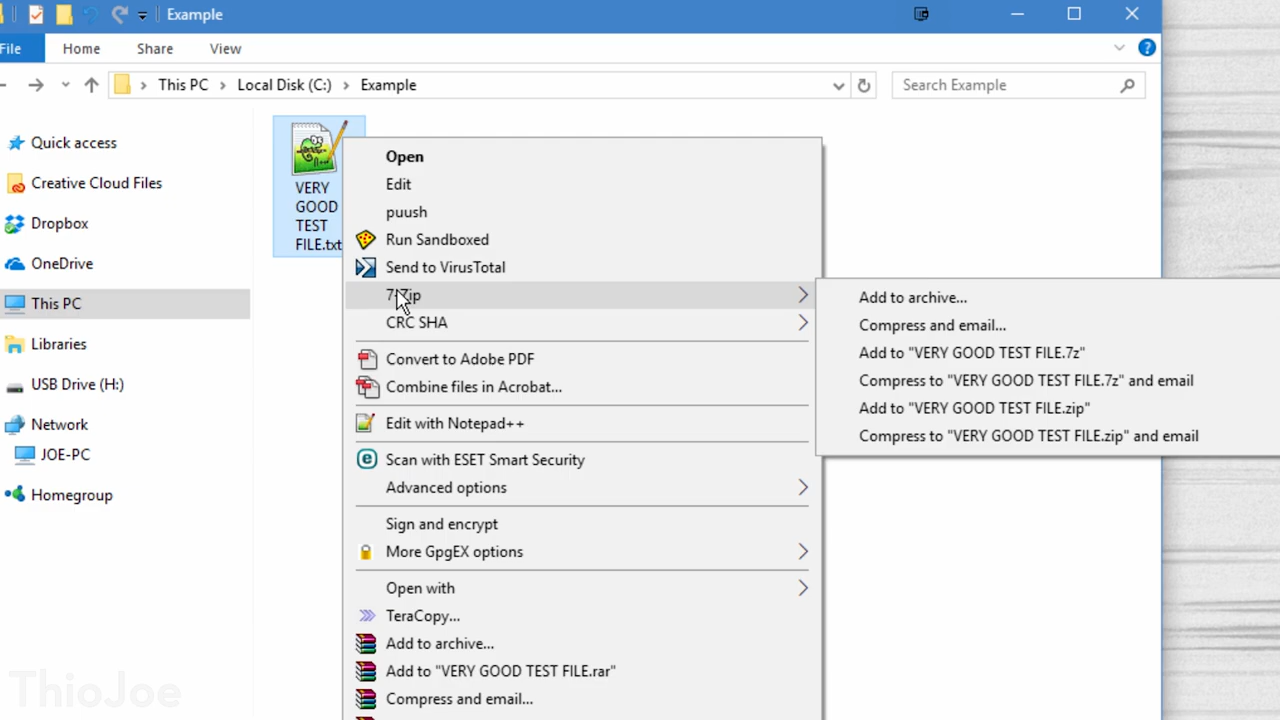 Example
File
Home
Share
View
This PC
Local Disk (C:)
Example
Search Example
Quick access
Creative Cloud Files
Dropbox
OneDrive
This PC
Libraries
USB Drive (H:)
Network
JOE-PC
Homegroup
VERY
GOOD
TEST
FILE.txt
Open
Edit
puush
Run Sandboxed
Send to VirusTotal
7-Zip
CRC SHA
Convert to Adobe PDF
Combine files in Acrobat...
Edit with Notepad++
Scan with ESET Smart Security
Advanced options
Sign and encrypt
More GpgEX options
Open with
TeraCopy...
Add to archive...
Add to "VERY GOOD TEST FILE.rar"
Compress and email...
Add to archive...
Compress and email...
Add to "VERY GOOD TEST FILE.7z"
Compress to "VERY GOOD TEST FILE.7z" and email
Add to "VERY GOOD TEST FILE.zip"
Compress to "VERY GOOD TEST FILE.zip" and email
ThioJoe